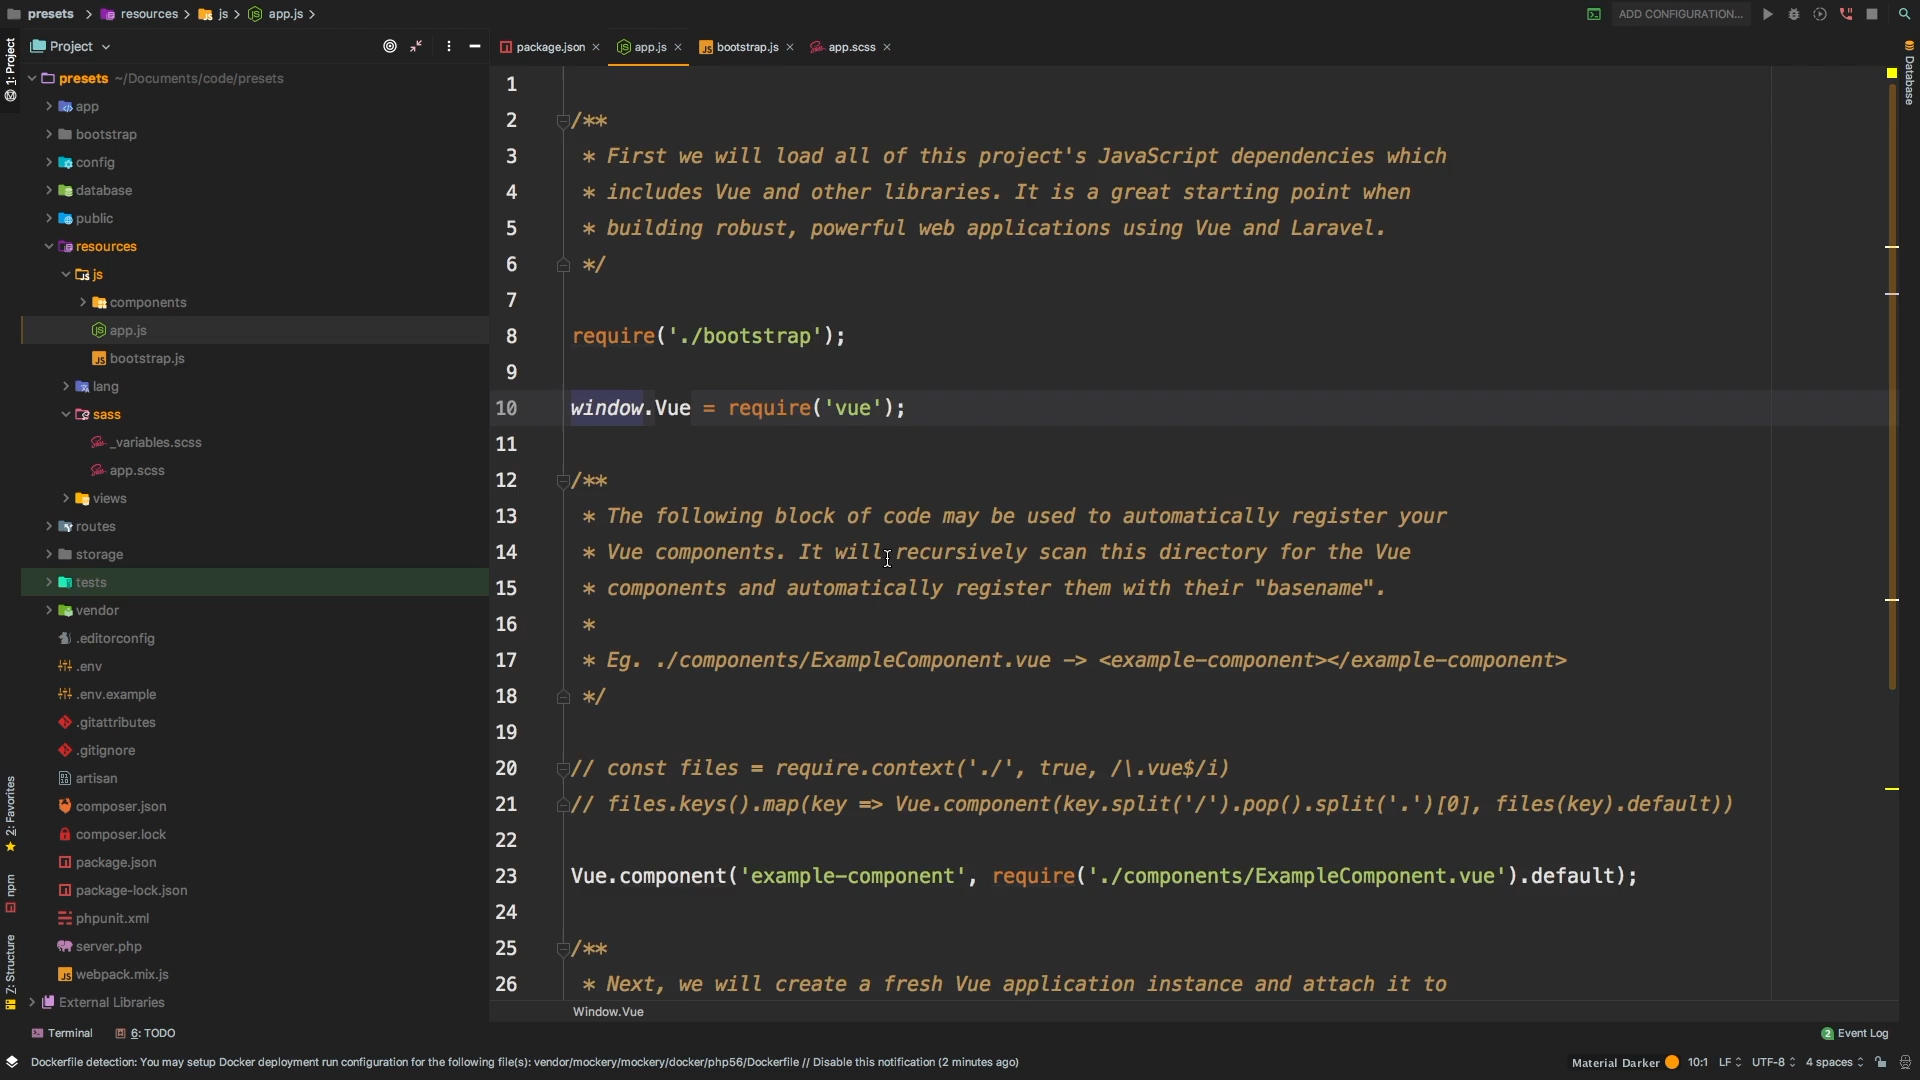 presets > resources > js > app.js >
ADD CONFIGURATION...
Project
package.json
app.js
bootstrap.js
app.scss
1: Project
Database
presets ~/Documents/code/presets
app
bootstrap
config
database
public
resources
js
components
app.js
bootstrap.js
lang
sass
_variables.scss
app.scss
views
routes
storage
tests
vendor
.editorconfig
.env
.env.example
.gitattributes
.gitignore
artisan
composer.json
composer.lock
package.json
package-lock.json
phpunit.xml
server.php
webpack.mix.js
External Libraries
2: Favorites
npm
7: Structure
1
2 /**
3 * First we will load all of this project's JavaScript dependencies which
4 * includes Vue and other libraries. It is a great starting point when
5 * building robust, powerful web applications using Vue and Laravel.
6 */
7
8 require('./bootstrap');
9
10 window.Vue = require('vue');
11
12 /**
13 * The following block of code may be used to automatically register your
14 * Vue components. It will recursively scan this directory for the Vue
15 * components and automatically register them with their "basename".
16 *
17 * Eg. ./components/ExampleComponent.vue -> <example-component></example-component>
18 */
19
20 // const files = require.context('./', true, /\.vue$/i)
21 // files.keys().map(key => Vue.component(key.split('/').pop().split('.')[0], files(key).default))
22
23 Vue.component('example-component', require('./components/ExampleComponent.vue').default);
24
25 /**
26 * Next, we will create a fresh Vue application instance and attach it to
Window.Vue
Terminal
6: TODO
2 Event Log
Dockerfile detection: You may setup Docker deployment run configuration for the following file(s): vendor/mockery/mockery/docker/php56/Dockerfile // Disable this notification (2 minutes ago)
Material Darker 10:1 LF UTF-8 4 spaces